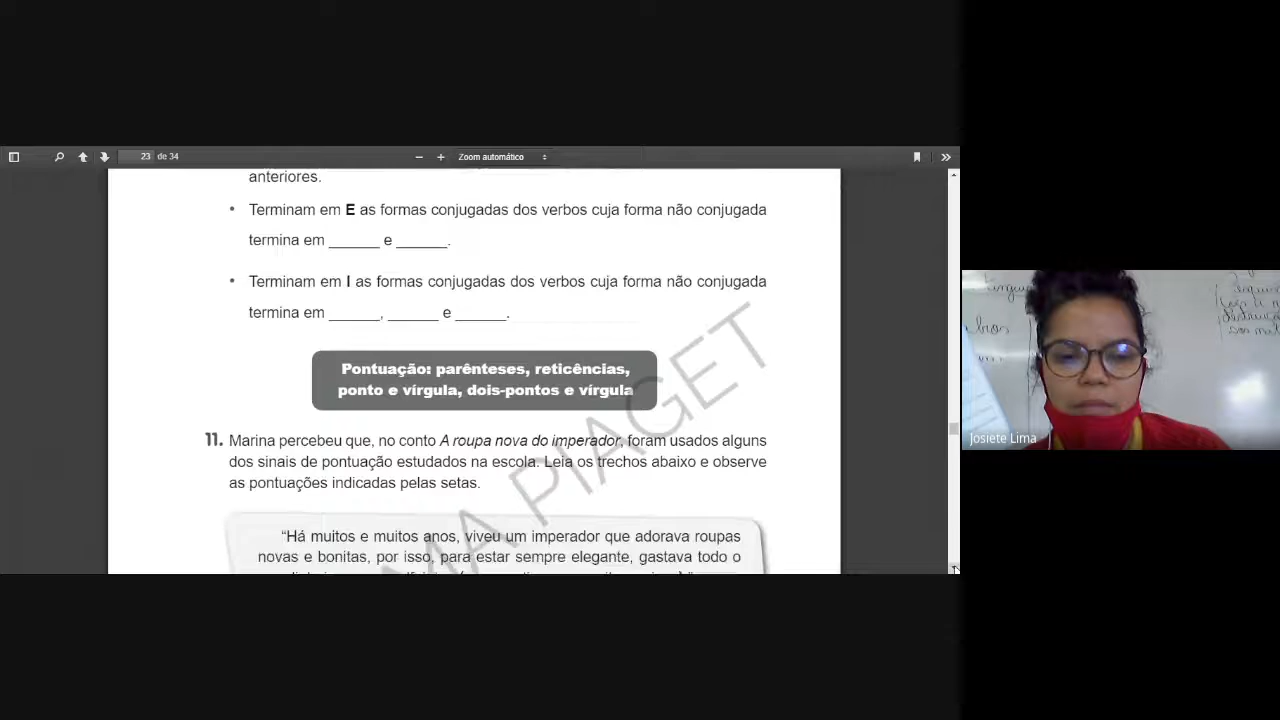 23 de 34
Zoom automático
anteriores.
• Terminam em E as formas conjugadas dos verbos cuja forma não conjugada
termina em ______ e ______.
• Terminam em I as formas conjugadas dos verbos cuja forma não conjugada
termina em ______, ______ e ______.
Pontuação: parênteses, reticências,
ponto e vírgula, dois-pontos e vírgula
11. Marina percebeu que, no conto A roupa nova do imperador, foram usados alguns
dos sinais de pontuação estudados na escola. Leia os trechos abaixo e observe
as pontuações indicadas pelas setas.
“Há muitos e muitos anos, viveu um imperador que adorava roupas
novas e bonitas, por isso, para estar sempre elegante, gastava todo o
MA PIAGET
Josiete Lima